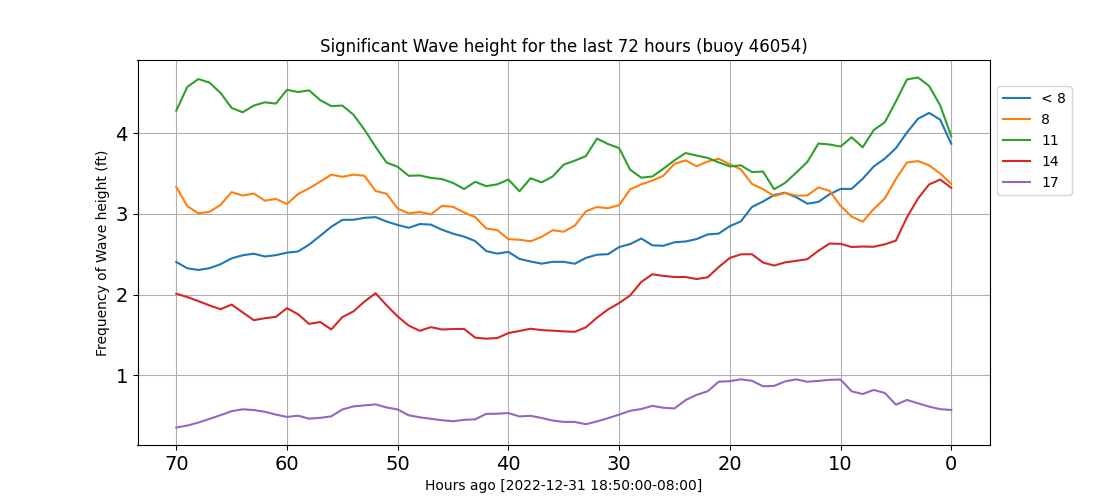 Significant Wave height for the last 72 hours (buoy 46054)
Frequency of Wave height (ft)
4
3
2
1
70 60 50 40 30 20 10 0
Hours ago [2022-12-31 18:50:00-08:00]
< 8
8
11
14
17